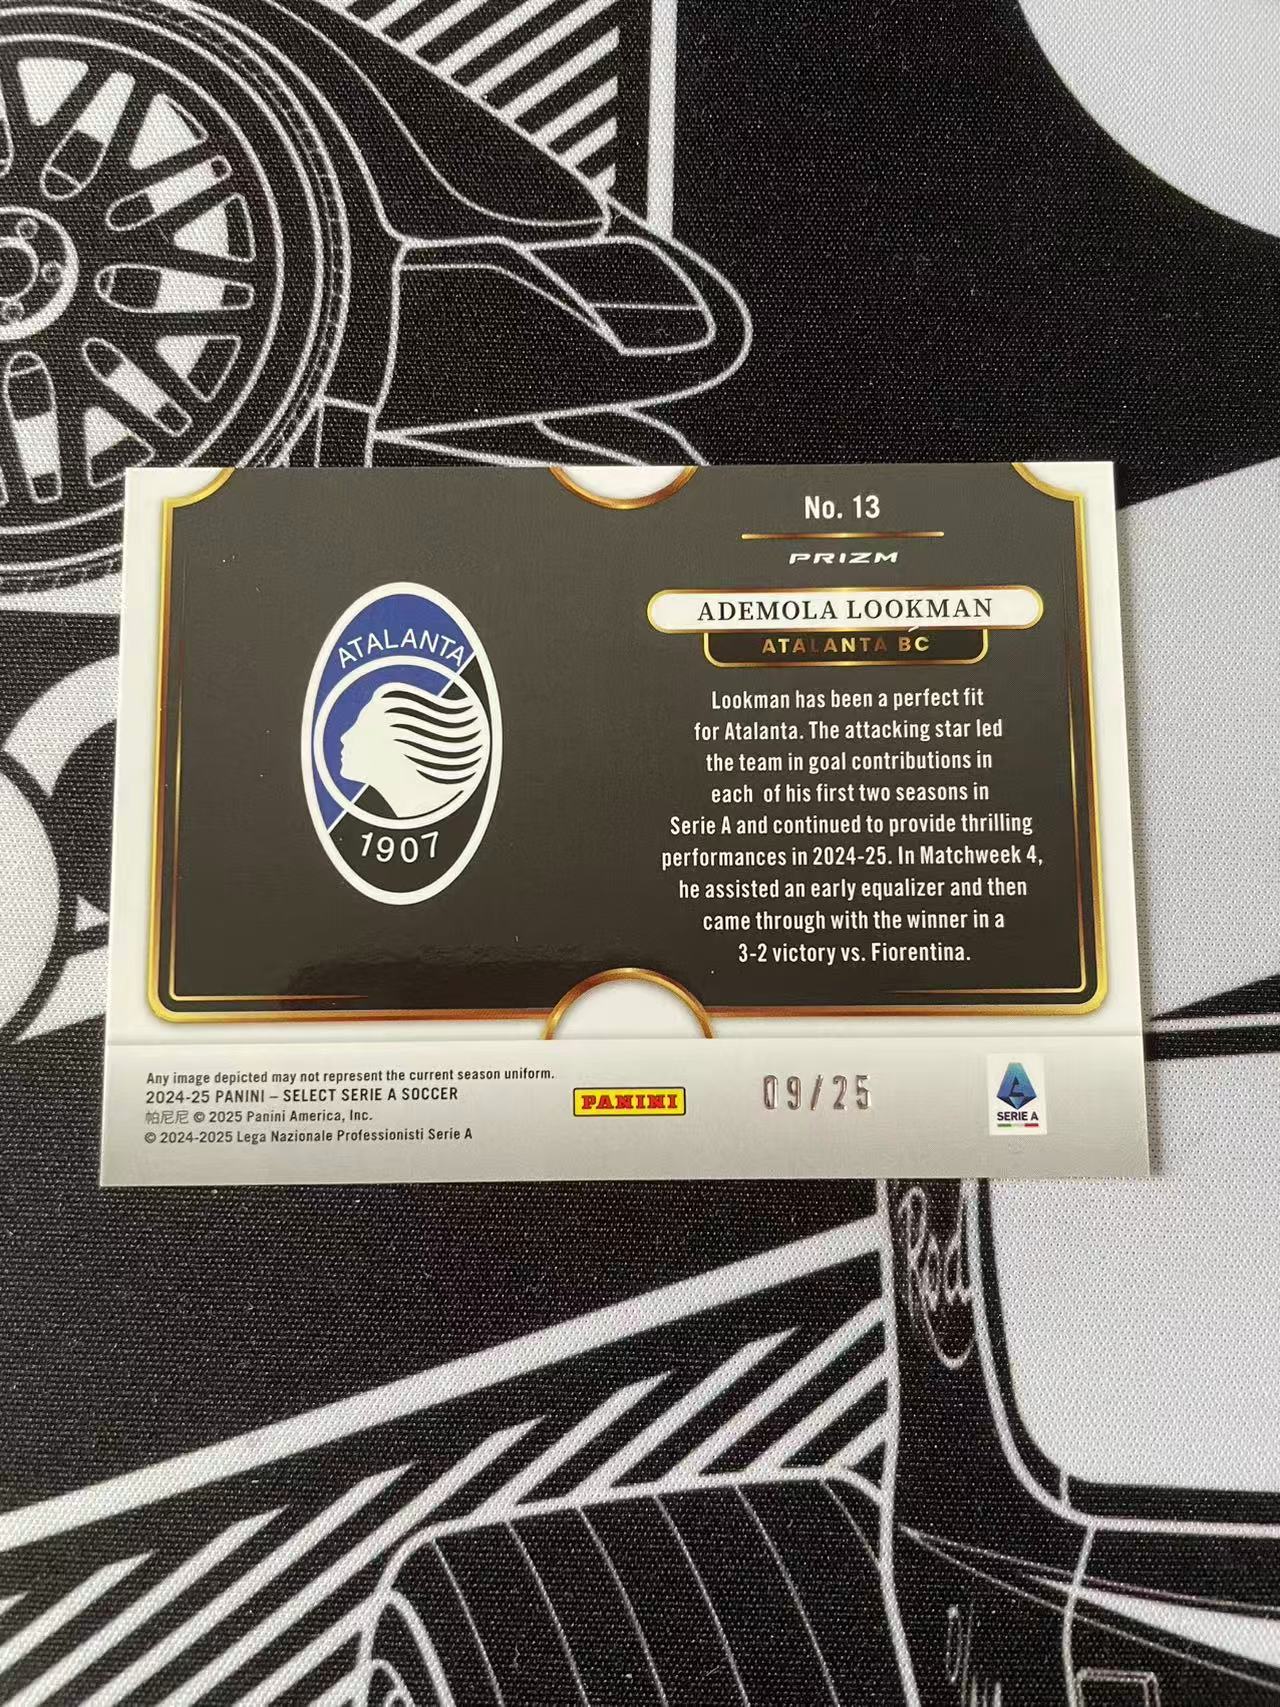 No. 13
PRIZM
ADEMOLA LOOKMAN
ATALANTA BC
ATALANTA
1907
Lookman has been a perfect fit
for Atalanta. The attacking star led
the team in goal contributions in
each of his first two seasons in
Serie A and continued to provide thrilling
performances in 2024-25. In Matchweek 4,
he assisted an early equalizer and then
came through with the winner in a
3-2 victory vs. Fiorentina.
Any image depicted may not represent the current season uniform.
2024-25 PANINI – SELECT SERIE A SOCCER
帕尼尼 © 2025 Panini America, Inc.
© 2024-2025 Lega Nazionale Professionisti Serie A
PANINI
09/25
SERIE A
Rod